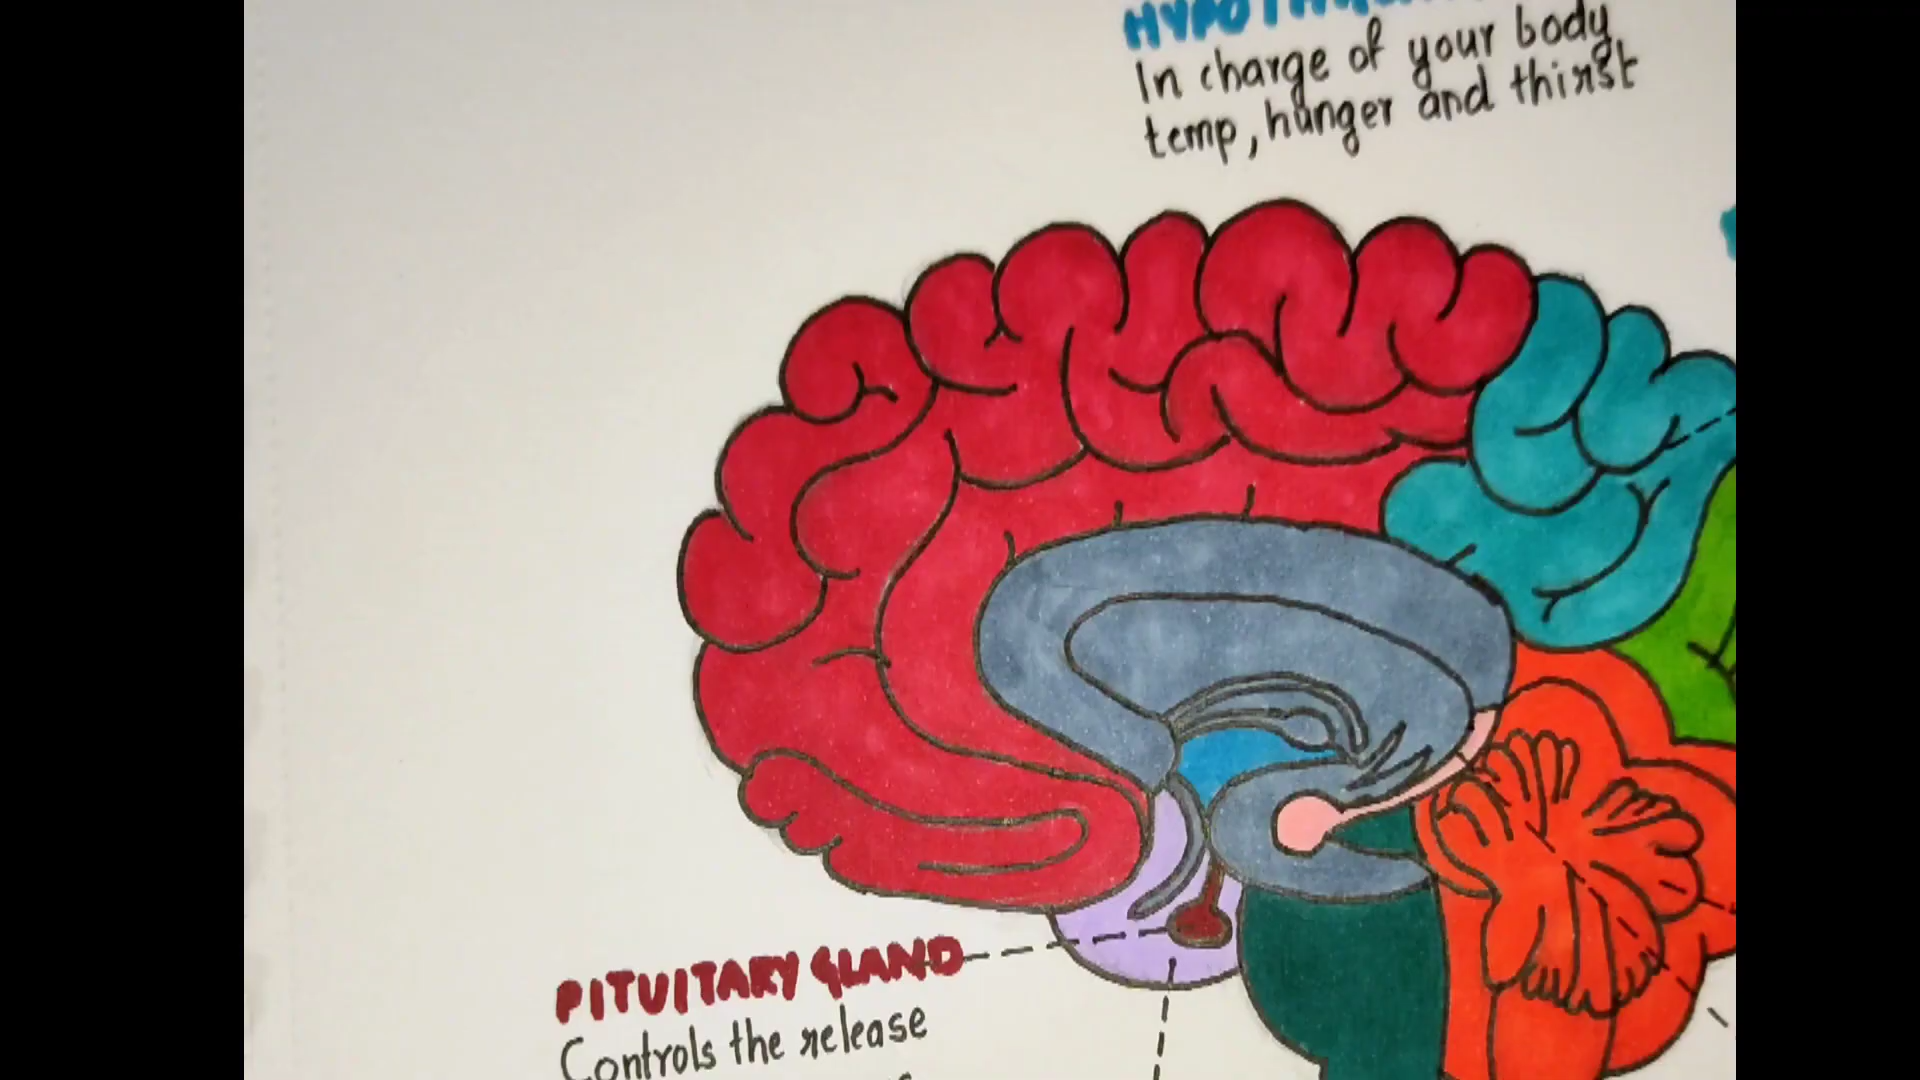 In charge of your body
temp, hunger and thirst
PITUITARY GLAND
Controls the release